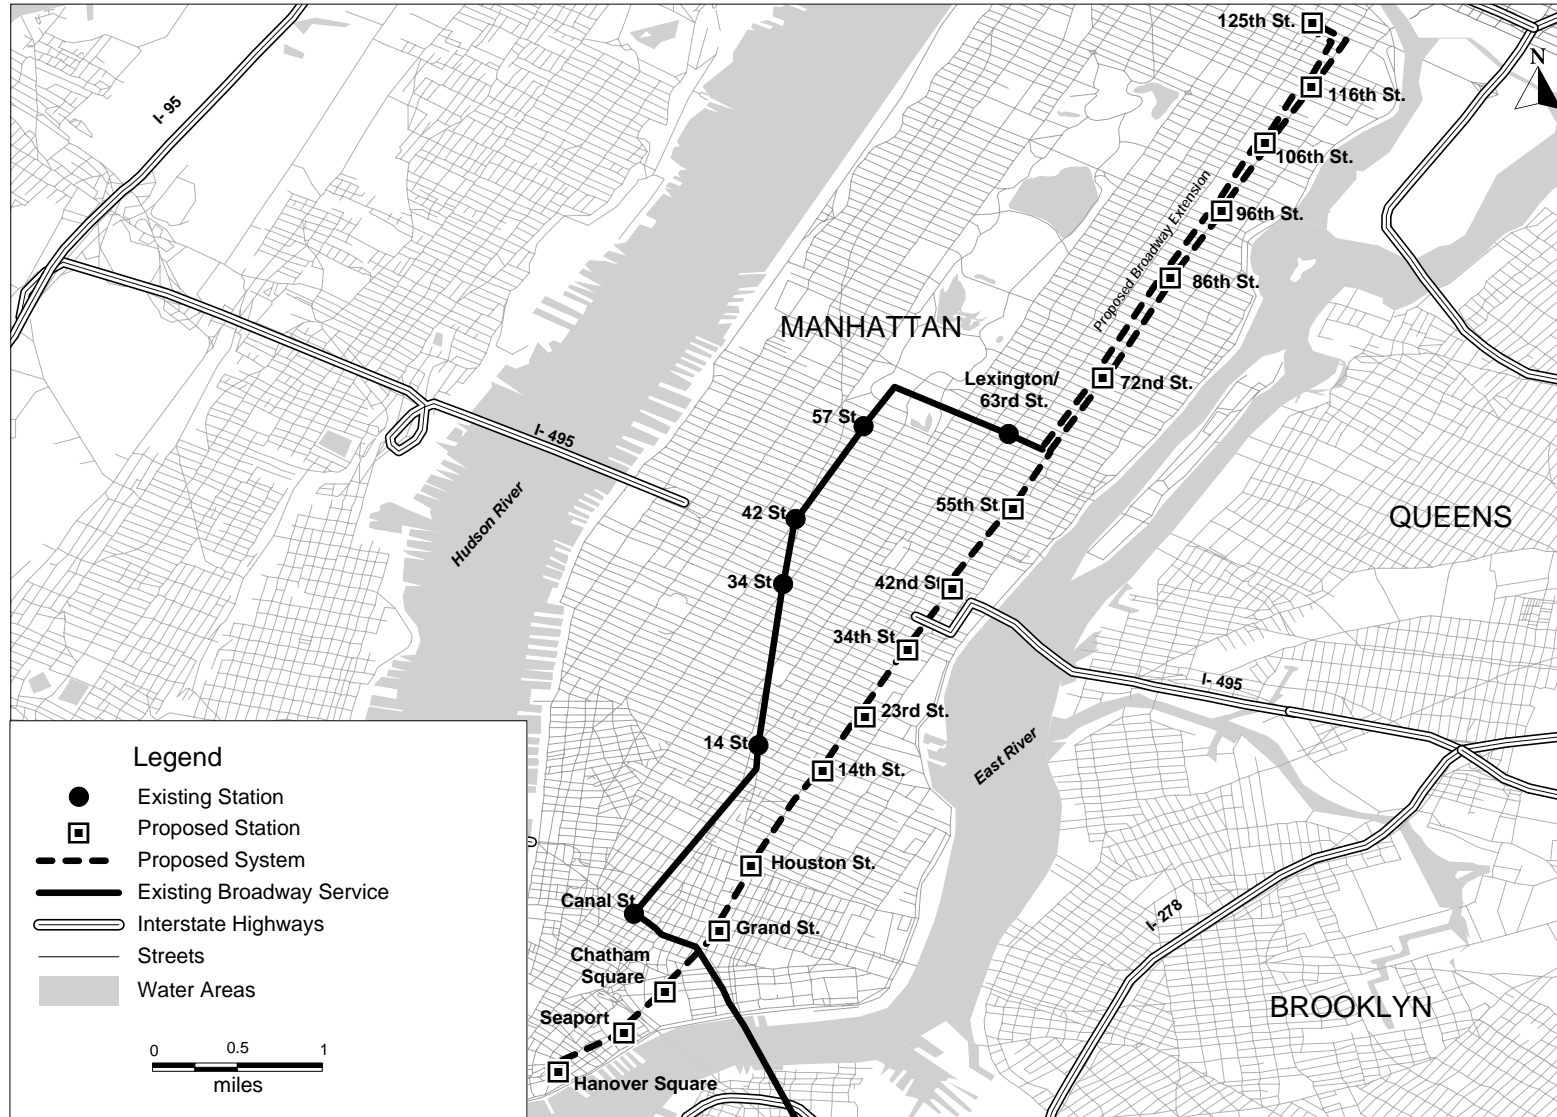 125th St.
N
I- 95
116th St.
106th St.
Proposed Broadway Extension
96th St.
86th St.
MANHATTAN
Lexington/
63rd St.
72nd St.
57 St.
I- 495
55th St.
42 St.
QUEENS
Hudson River
34 St.
42nd S
34th St.
I- 495
23rd St.
14 St.
East River
14th St.
Houston St.
Canal St.
I- 278
Grand St.
Chatham
Square
Seaport
BROOKLYN
Hanover Square
Legend
Existing Station
Proposed Station
Proposed System
Existing Broadway Service
Interstate Highways
Streets
Water Areas
0 0.5 1
miles